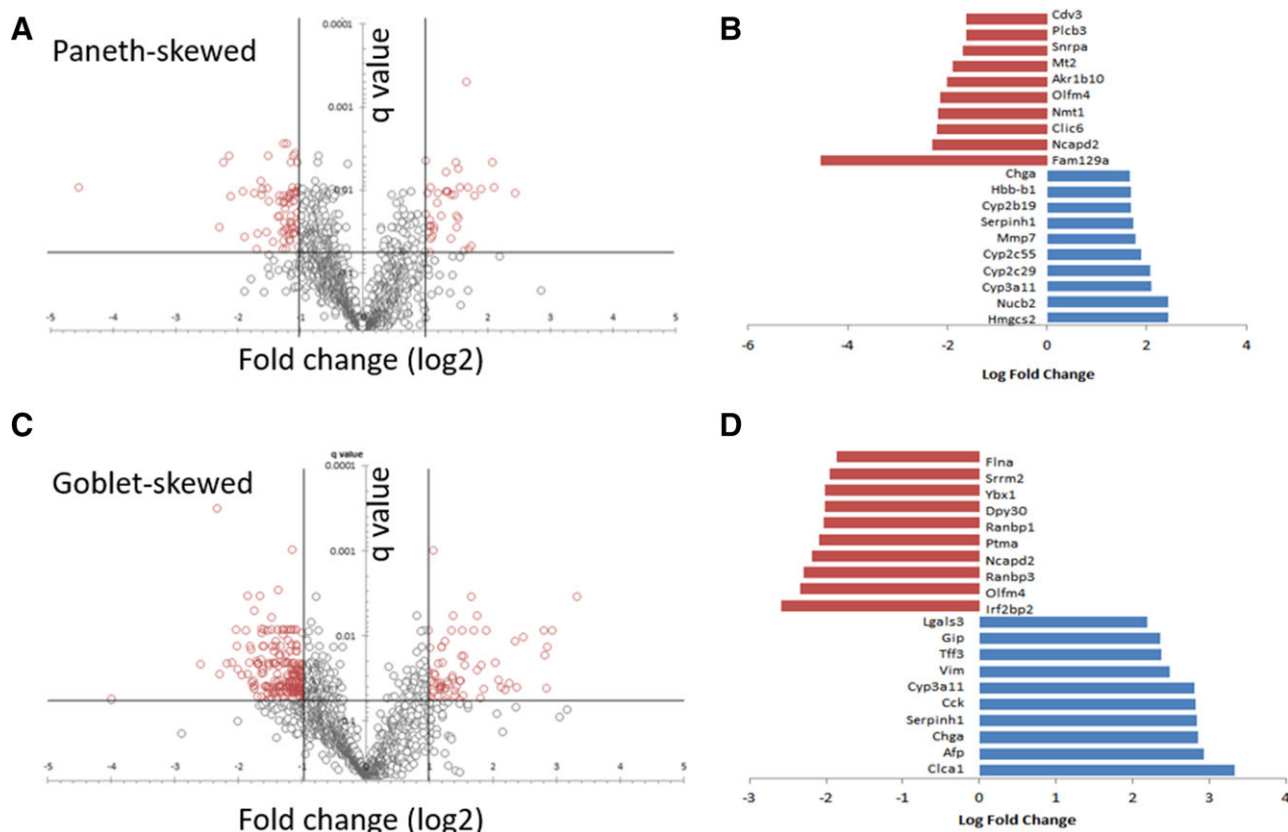 A
Paneth-skewed
q value
0.0001
0.001
0.01
0.1
-5 -4 -3 -2 -1 0 1 2 3 4 5
Fold change (log2)
B
Cdv3
Plcb3
Snrpa
Mt2
Akr1b10
Olfm4
Nmt1
Clic6
Ncapd2
Fam129a
Chga
Hbb-b1
Cyp2b19
Serpinh1
Mmp7
Cyp2c55
Cyp2c29
Cyp3a11
Nucb2
Hmgcs2
-6 -4 -2 0 2 4
Log Fold Change
C
Goblet-skewed
q value
q value
0.0001
0.001
0.01
0.1
-5 -4 -3 -2 -1 0 1 2 3 4 5
Fold change (log2)
D
Flna
Srrm2
Ybx1
Dpy30
Ranbp1
Ptma
Ncapd2
Ranbp3
Olfm4
Irf2bp2
Lgals3
Gip
Tff3
Vim
Cyp3a11
Cck
Serpinh1
Chga
Afp
Clca1
-3 -2 -1 0 1 2 3 4
Log Fold Change